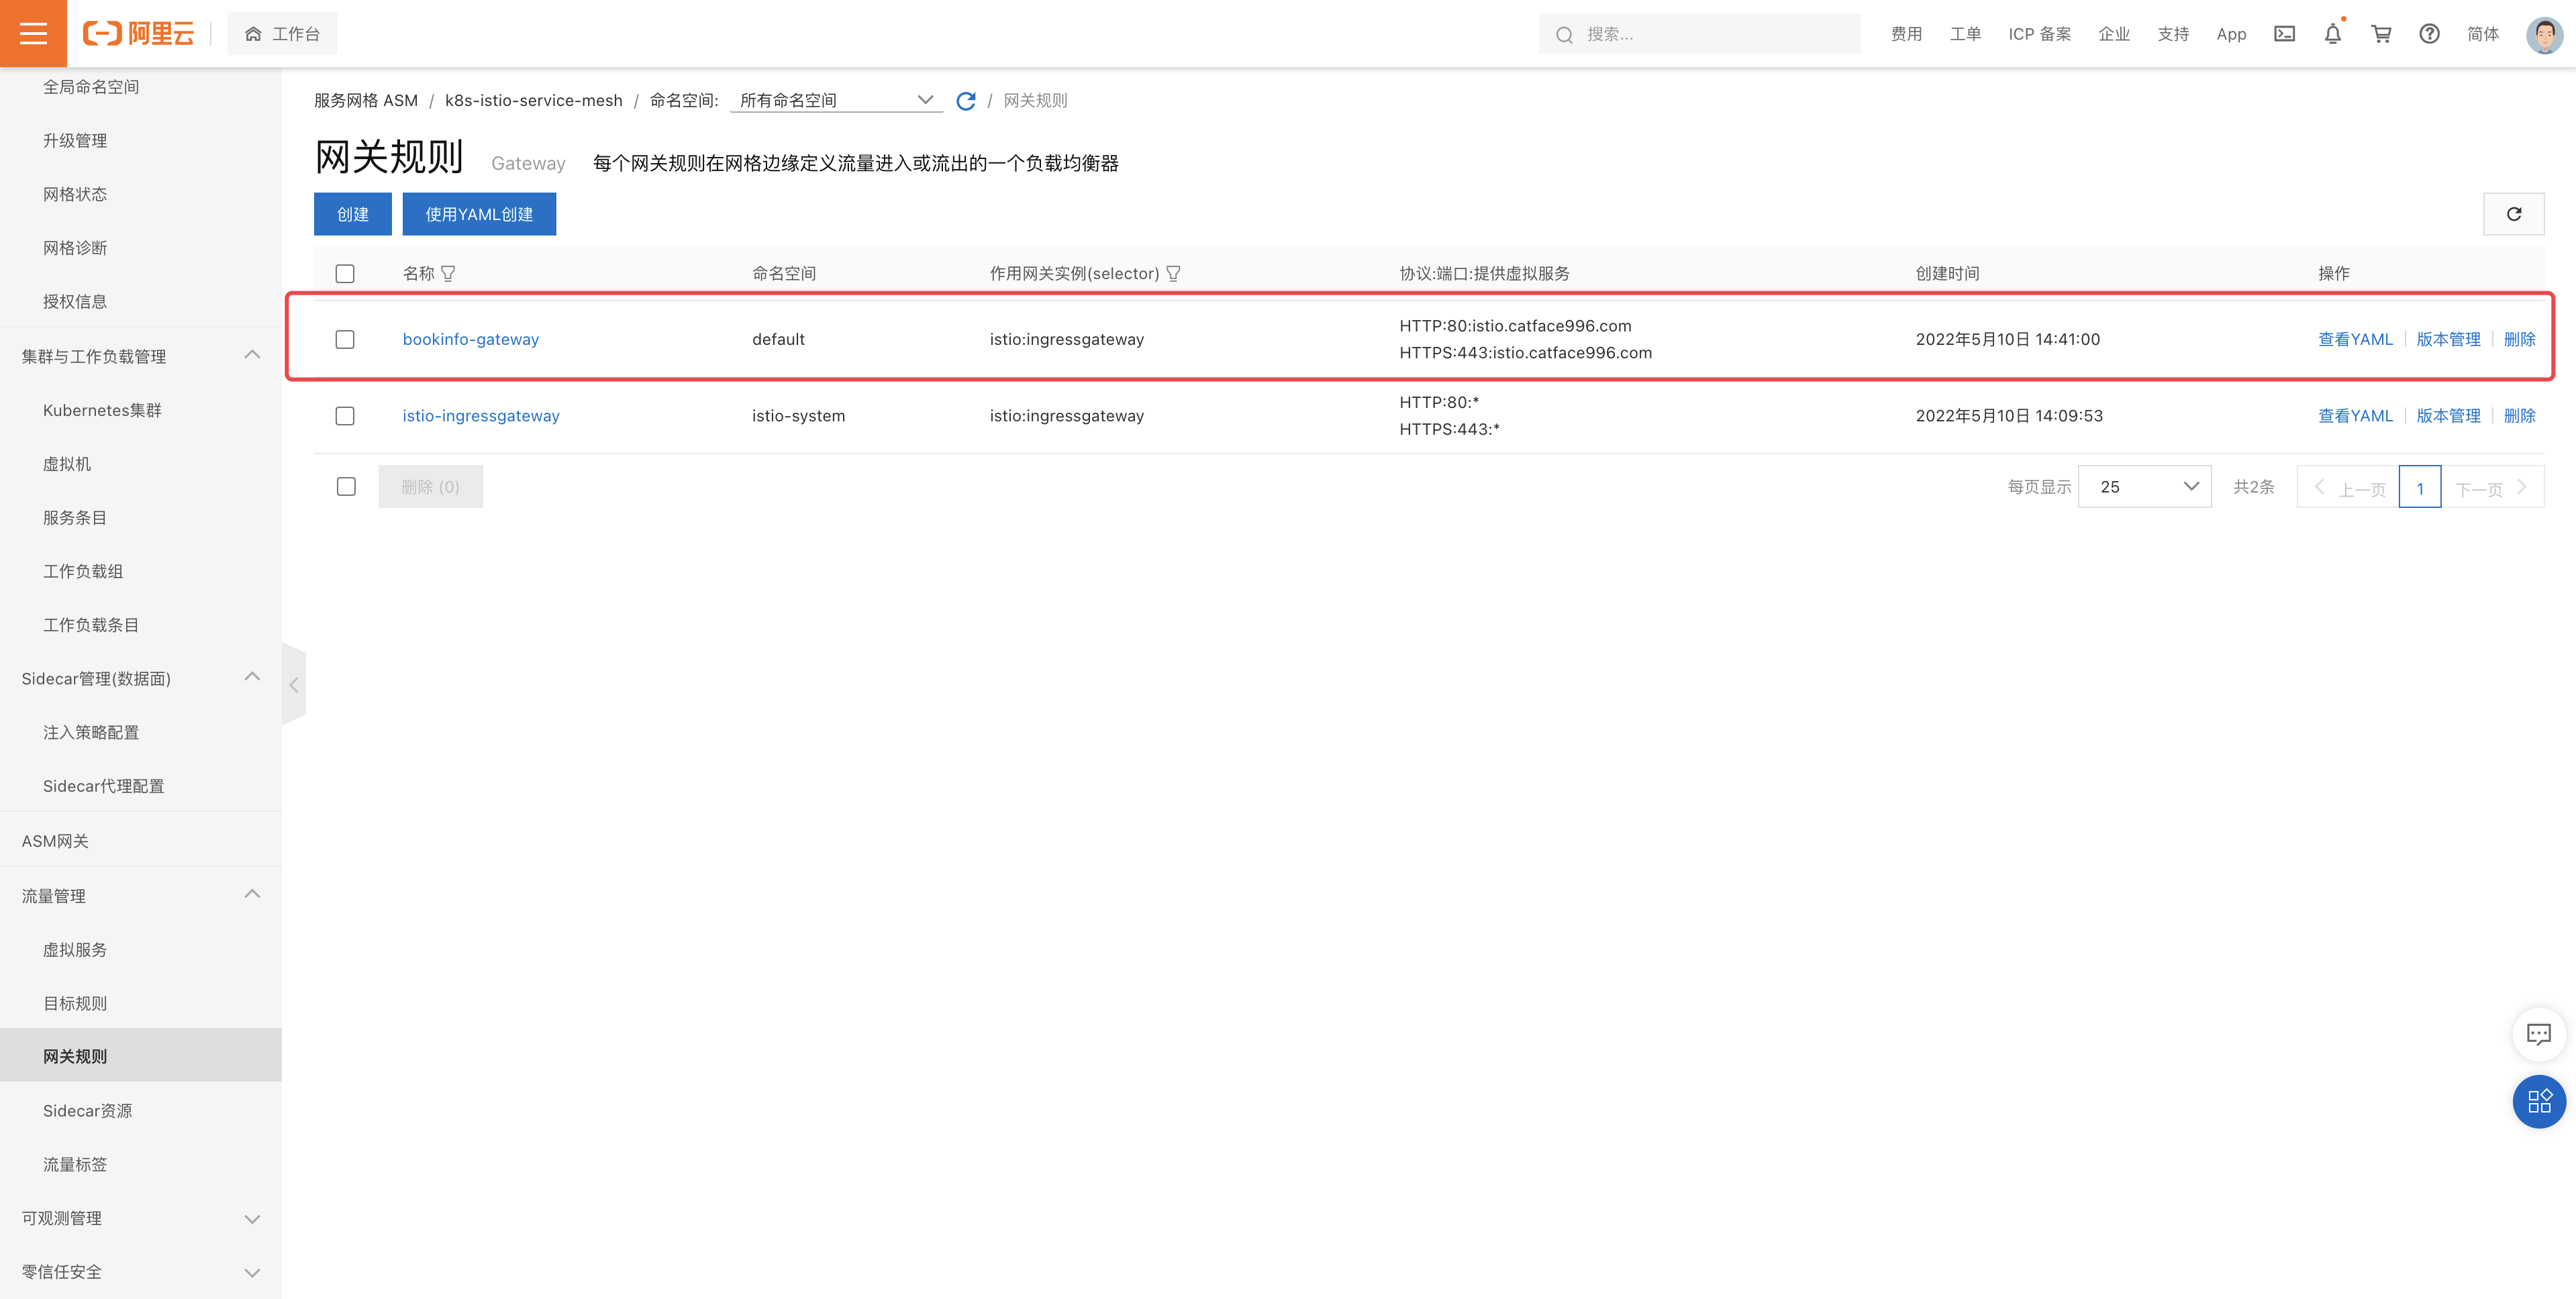 阿里云
工作台
搜索...
费用
工单
ICP 备案
企业
支持
App
简体
全局命名空间
升级管理
网格状态
网格诊断
授权信息
集群与工作负载管理
Kubernetes集群
虚拟机
服务条目
工作负载组
工作负载条目
Sidecar管理(数据面)
注入策略配置
Sidecar代理配置
ASM网关
流量管理
虚拟服务
目标规则
网关规则
Sidecar资源
流量标签
可观测管理
零信任安全
服务网格 ASM / k8s-istio-service-mesh / 命名空间: 所有命名空间 / 网关规则
网关规则 Gateway 每个网关规则在网格边缘定义流量进入或流出的一个负载均衡器
创建 使用YAML创建
名称 命名空间 作用网关实例(selector) 协议:端口:提供虚拟服务 创建时间 操作
bookinfo-gateway default istio:ingressgateway HTTP:80:istio.catface996.com 2022年5月10日 14:41:00 查看YAML 版本管理 删除
HTTPS:443:istio.catface996.com
istio-ingressgateway istio-system istio:ingressgateway HTTP:80:* 2022年5月10日 14:09:53 查看YAML 版本管理 删除
HTTPS:443:*
删除 (0) 每页显示 25 共2条 上一页 1 下一页